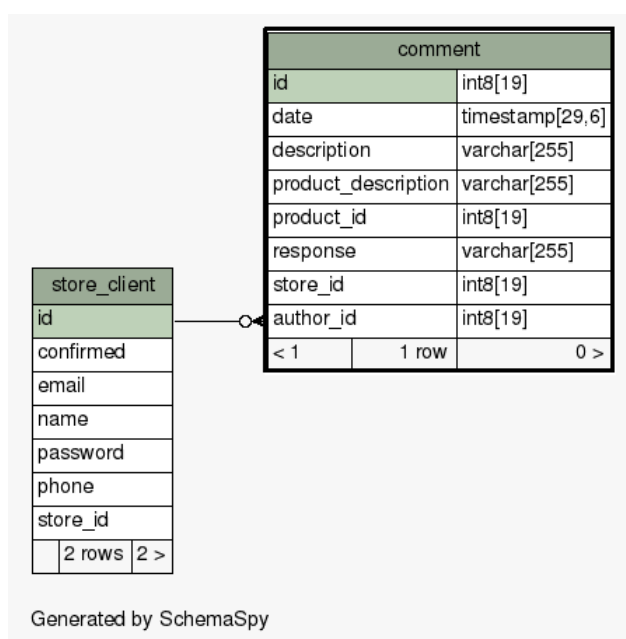 comment
id int8[19]
date timestamp[29,6]
description varchar[255]
product_description varchar[255]
product_id int8[19]
response varchar[255]
store_id int8[19]
author_id int8[19]
< 1 1 row 0 >
store_client
id
confirmed
email
name
password
phone
store_id
2 rows 2 >
Generated by SchemaSpy